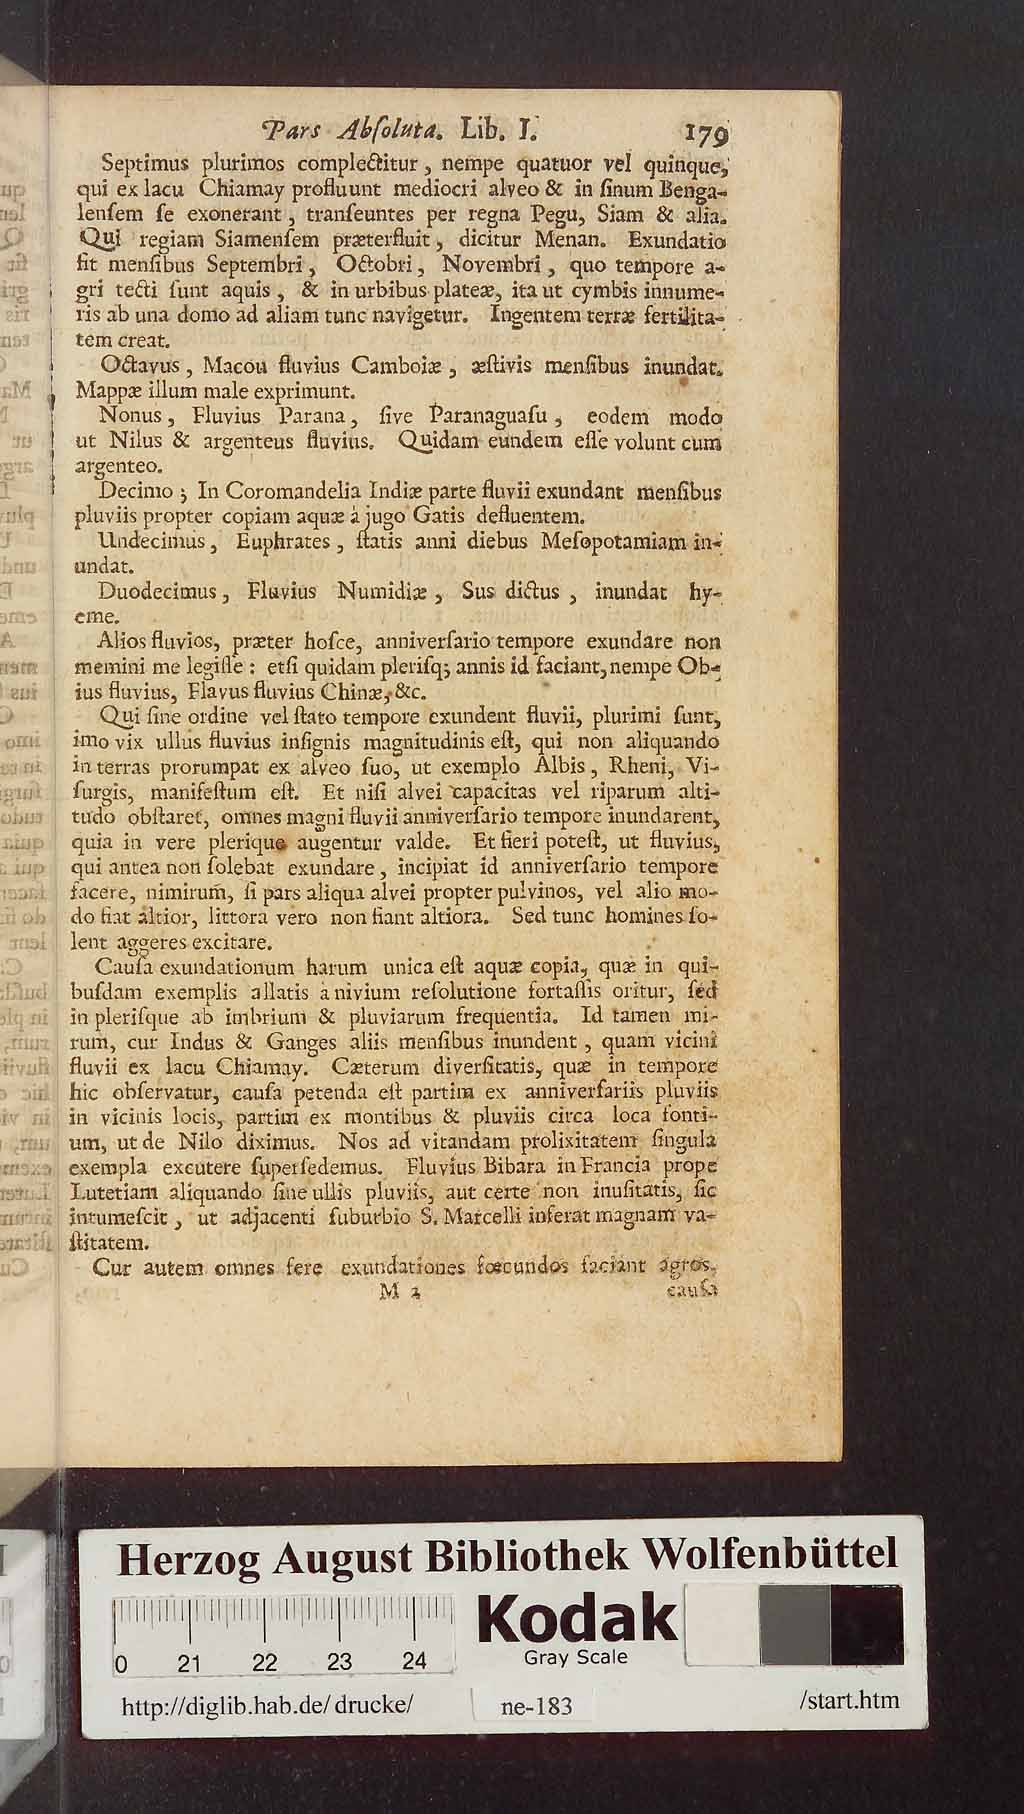 Pars Abſoluta. Lib. I. 179
Septimus plurimos complectitur, nempe quatuor vel quinque,
qui ex lacu Chiamay profluunt mediocri alveo & in ſinum Benga-
lenſem ſe exonerant, tranſeuntes per regna Pegu, Siam & alia.
Qui regiam Siamenſem præterfluit, dicitur Menan. Exundatio
fit menſibus Septembri, Octobri, Novembri, quo tempore a-
gri tecti ſunt aquis, & in urbibus plateæ, ita ut cymbis innume-
ris ab una domo ad aliam tunc navigetur. Ingentem terræ fertilita-
tem creat.
Octavus, Macou fluvius Camboiæ, æſtivis menſibus inundat.
Mappæ illum male exprimunt.
Nonus, Fluvius Parana, ſive Paranaguaſu, eodem modo
ut Nilus & argenteus fluvius. Quidam eundem eſſe volunt cum
argenteo.
Decimo; In Coromandelia Indiæ parte fluvii exundant menſibus
pluviis propter copiam aquæ à jugo Gatis defluentem.
Undecimus, Euphrates, ſtatis anni diebus Meſopotamiam in-
undat.
Duodecimus, Fluvius Numidiæ, Sus dictus, inundat hy-
eme.
Alios fluvios, præter hoſce, anniverſario tempore exundare non
memini me legiſſe: etſi quidam pleriſq; annis id faciant, nempe Ob-
ius fluvius, Flavus fluvius Chinæ, &c.
Qui ſine ordine vel ſtato tempore exundent fluvii, plurimi ſunt,
imo vix ullus fluvius inſignis magnitudinis eſt, qui non aliquando
in terras prorumpat ex alveo ſuo, ut exemplo Albis, Rheni, Vi-
ſurgis, manifeſtum eſt. Et niſi alvei capacitas vel riparum alti-
tudo obſtaret, omnes magni fluvii anniverſario tempore inundarent,
quia in vere plerique augentur valde. Et fieri poteſt, ut fluvius,
qui antea non ſolebat exundare, incipiat id anniverſario tempore
facere, nimirum, ſi pars aliqua alvei propter pulvinos, vel alio mo-
do fiat altior, littora vero non fiant altiora. Sed tunc homines ſo-
lent aggeres excitare.
Cauſa exundationum harum unica eſt aquæ copia, quæ in qui-
buſdam exemplis allatis à nivium reſolutione fortaſſis oritur, ſed
in pleriſque ab imbrium & pluviarum frequentia. Id tamen mi-
rum, cur Indus & Ganges aliis menſibus inundent, quam vicini
fluvii ex lacu Chiamay. Cæterum diverſitatis, quæ in tempore
hic obſervatur, cauſa petenda eſt partim ex anniverſariis pluviis
in vicinis locis, partim ex montibus & pluviis circa loca fonti-
um, ut de Nilo diximus. Nos ad vitandam prolixitatem ſingula
exempla excutere ſuperſedemus. Fluvius Bibara in Francia prope
Lutetiam aliquando ſine ullis pluviis, aut certe non inuſitatis, ſic
intumeſcit, ut adjacenti ſuburbio S. Marcelli inferat magnam va-
ſtitatem.
Cur autem omnes fere exundationes fœcundos faciant agros,
M 2 cauſa
Herzog August Bibliothek Wolfenbüttel
0 21 22 23 24
Kodak
Gray Scale
http://diglib.hab.de/drucke/ ne-183 /start.htm